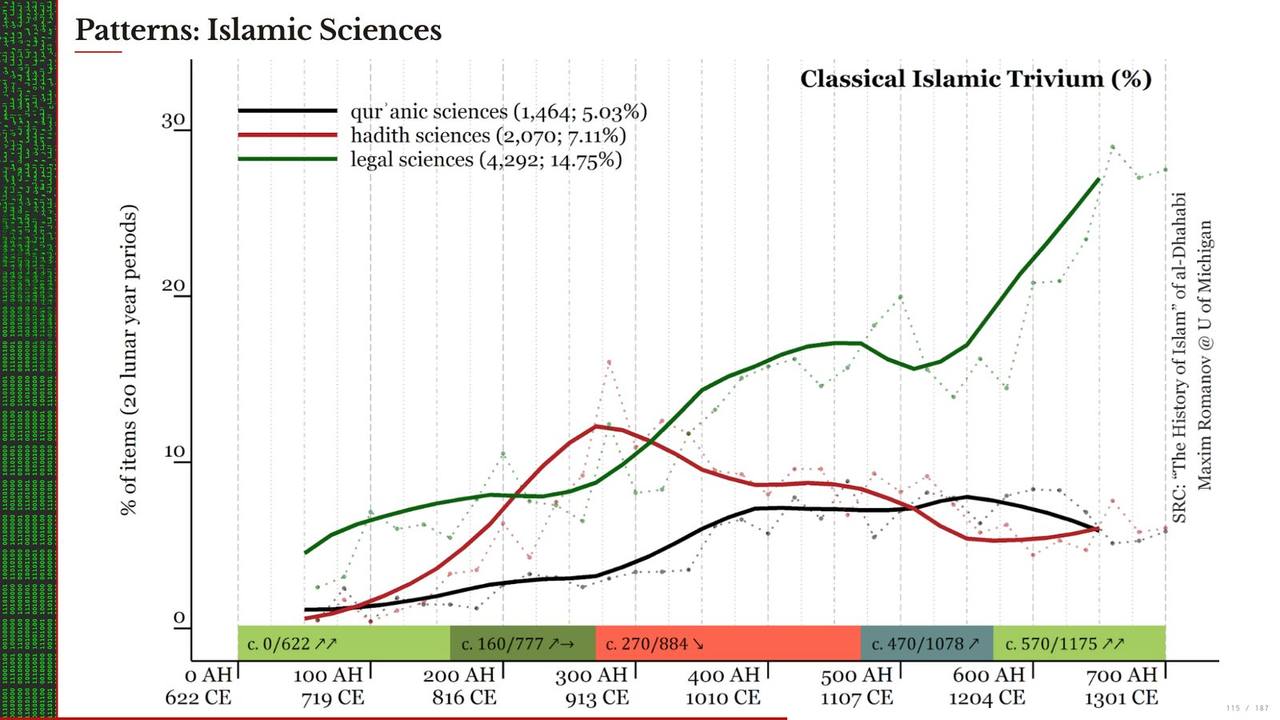 Patterns: Islamic Sciences
Classical Islamic Trivium (%)
qurʾanic sciences (1,464; 5.03%)
hadith sciences (2,070; 7.11%)
legal sciences (4,292; 14.75%)
% of items (20 lunar year periods)
30
20
10
0
c. 0/622 ↗↗
c. 160/777 ↗→
c. 270/884 ↘
c. 470/1078 ↗
c. 570/1175 ↗↗
0 AH
622 CE
100 AH
719 CE
200 AH
816 CE
300 AH
913 CE
400 AH
1010 CE
500 AH
1107 CE
600 AH
1204 CE
700 AH
1301 CE
SRC: "The History of Islam" of al-Dhahabi
Maxim Romanov @ U of Michigan
115 / 187